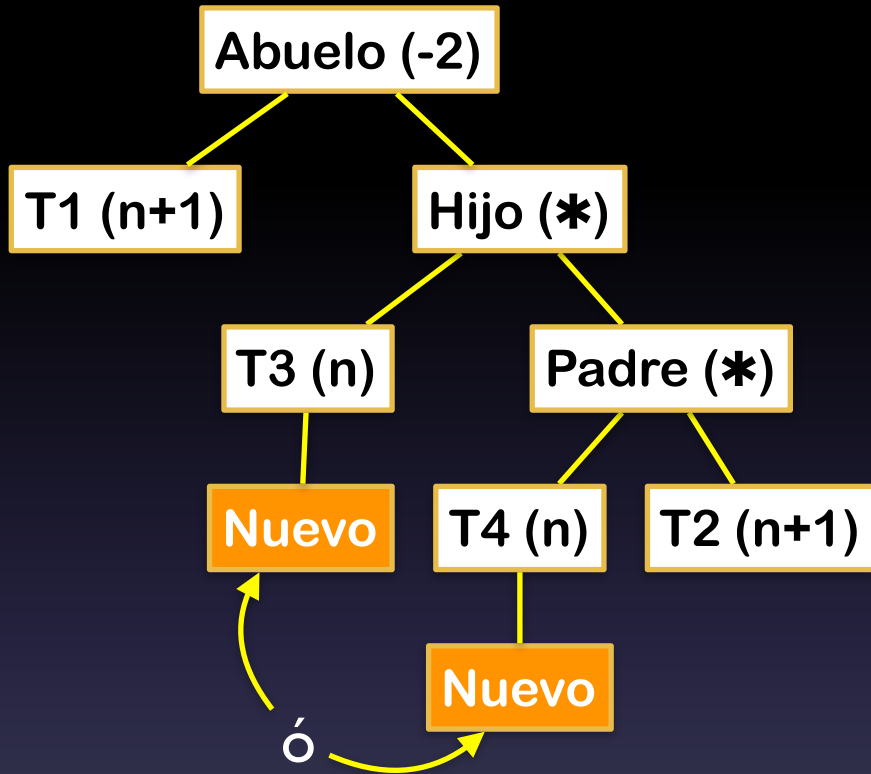 Abuelo (-2)
T1 (n+1)
Hijo (✱)
T3 (n)
Padre (✱)
Nuevo
T4 (n)
T2 (n+1)
Nuevo
ó